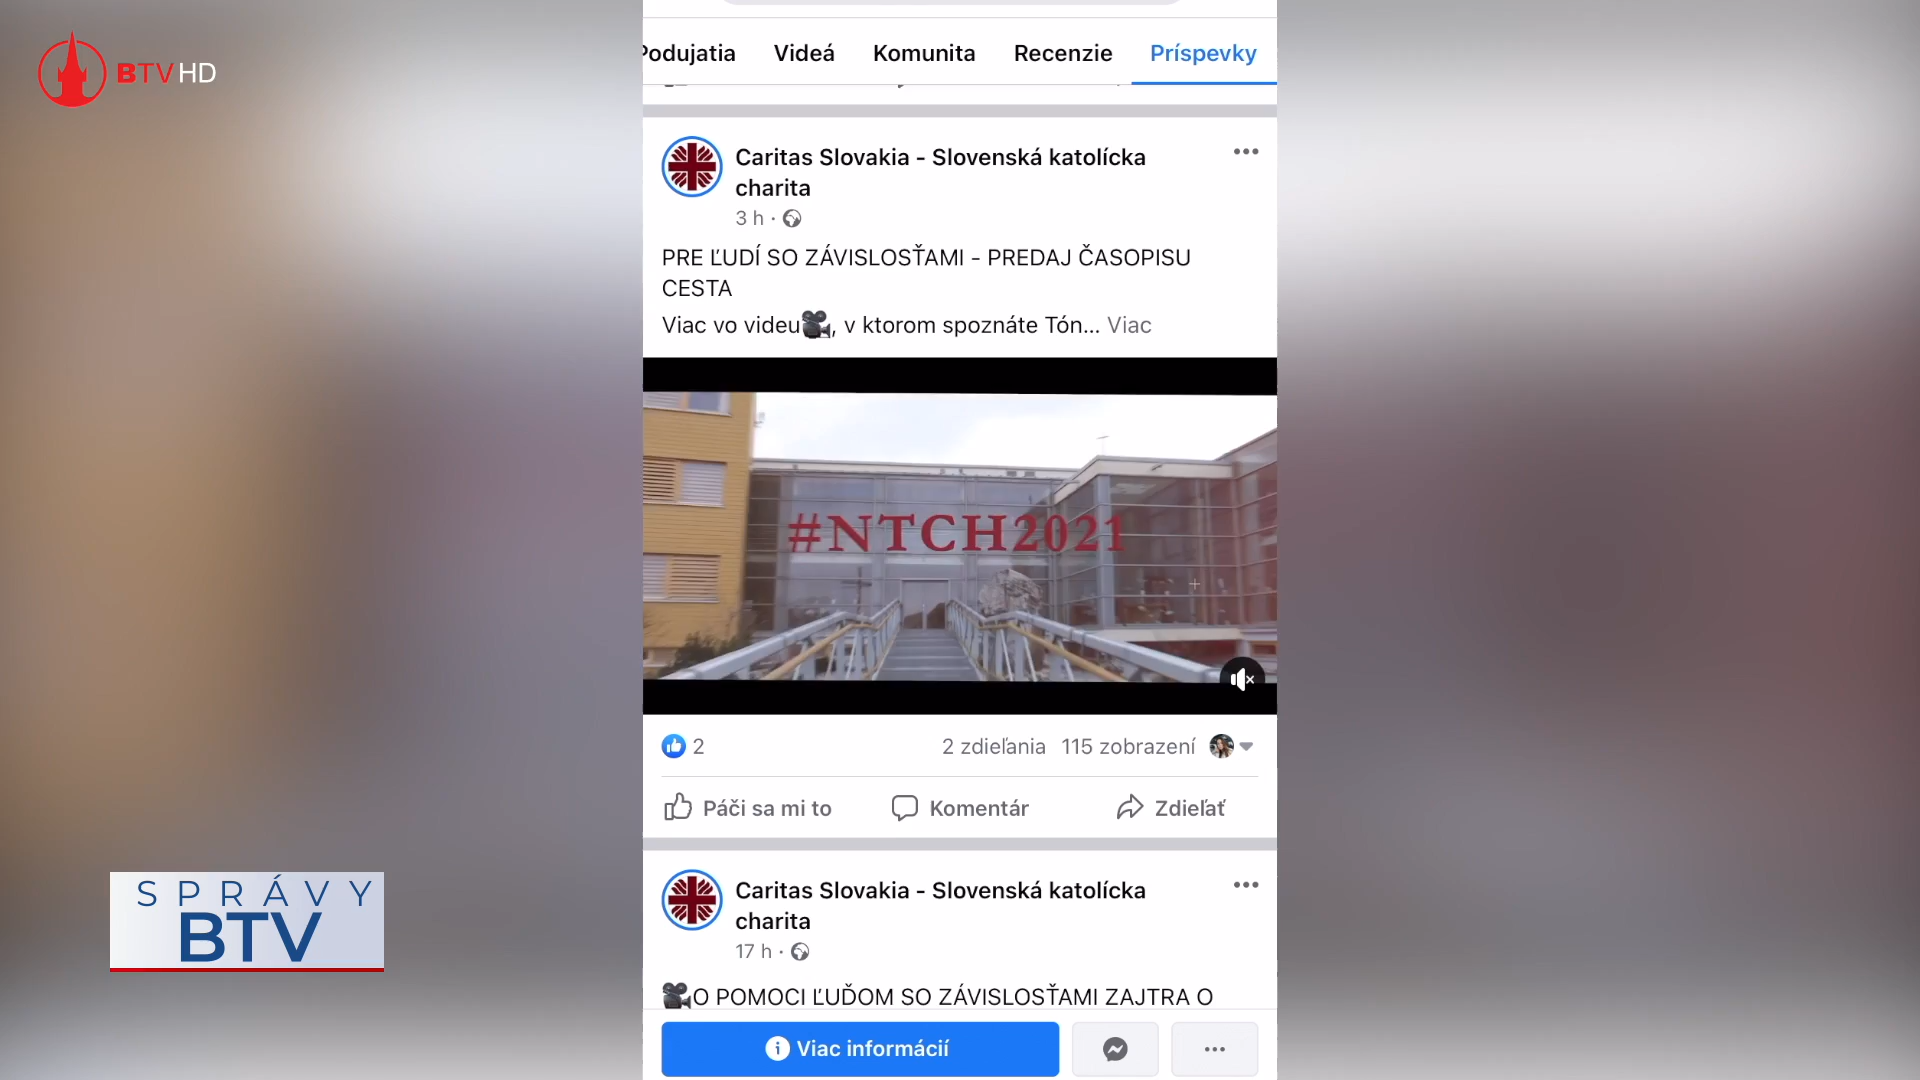 BTV HD
Podujatia Videá Komunita Recenzie Príspevky
Caritas Slovakia - Slovenská katolícka
charita
3 h ·
PRE ĽUDÍ SO ZÁVISLOSŤAMI - PREDAJ ČASOPISU
CESTA
Viac vo videu🎥, v ktorom spoznáte Tón... Viac
#NTCH2021
2
2 zdieľania 115 zobrazení
Páči sa mi to Komentár Zdieľať
Caritas Slovakia - Slovenská katolícka
charita
17 h ·
🎥O POMOCI ĽUĎOM SO ZÁVISLOSŤAMI ZAJTRA O
Viac informácií
SPRÁVY
BTV